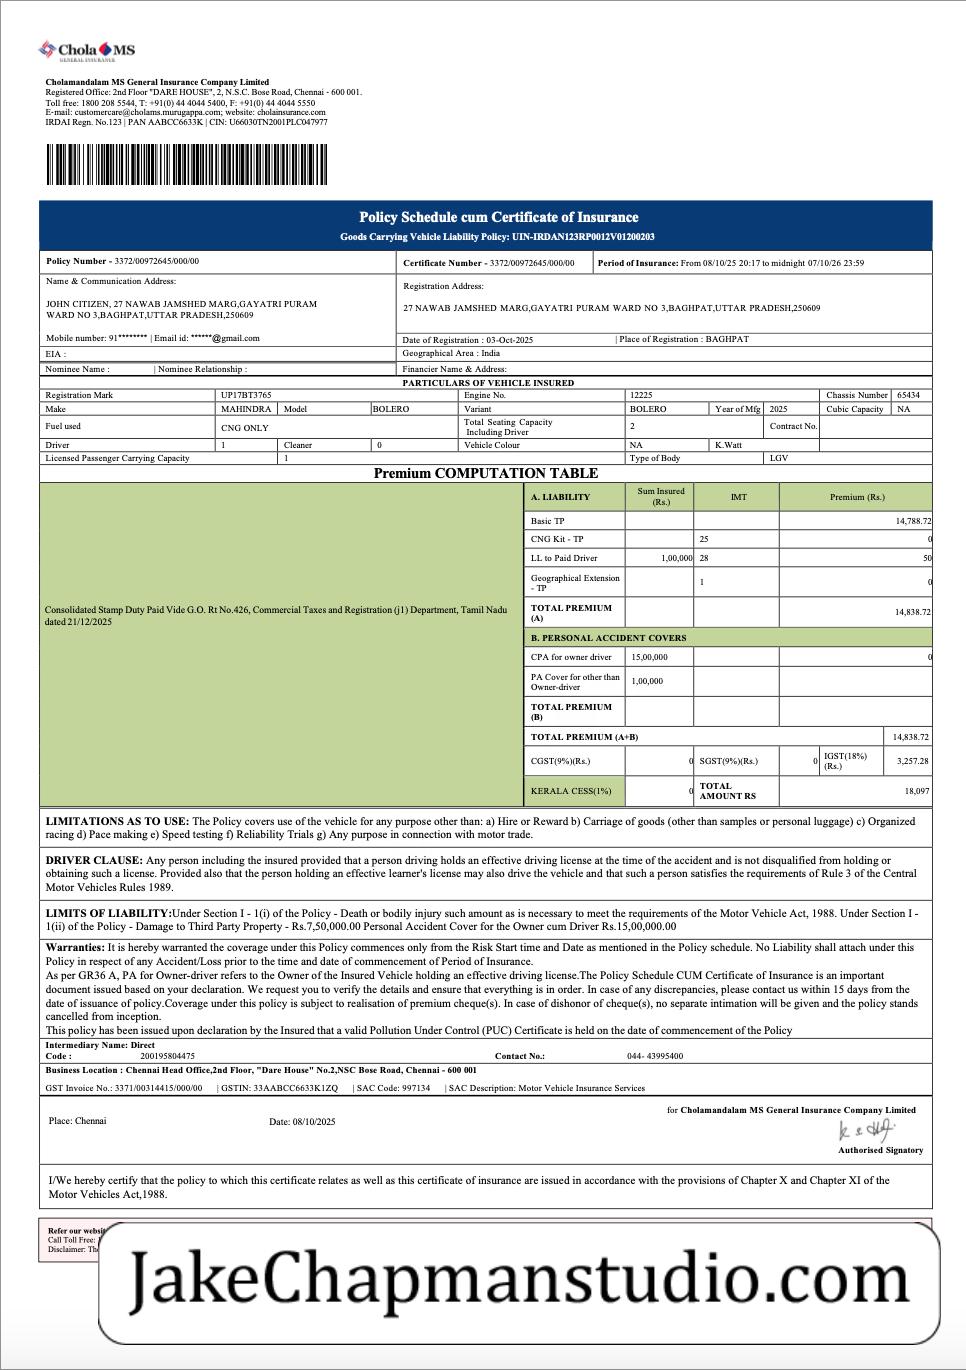 Chola MS
GENERAL INSURANCE
Cholamandalam MS General Insurance Company Limited
Registered Office: 2nd Floor "DARE HOUSE", 2, N.S.C. Bose Road, Chennai - 600 001.
Toll free: 1800 208 5544, T: +91(0) 44 4044 5400, F: +91(0) 44 4044 5550
E-mail: customercare@cholams.murugappa.com; website: cholainsurance.com
IRDAI Regn. No.123 | PAN AABCC6633K | CIN: U66030TN2001PLC047977
Policy Schedule cum Certificate of Insurance
Goods Carrying Vehicle Liability Policy: UIN-IRDAN123RP0012V01200203
Policy Number - 3372/00972645/000/00 Certificate Number - 3372/00972645/000/00 Period of Insurance: From 08/10/25 20:17 to midnight 07/10/26 23:59
Name & Communication Address:
JOHN CITIZEN, 27 NAWAB JAMSHED MARG,GAYATRI PURAM
WARD NO 3,BAGHPAT,UTTAR PRADESH,250609
Mobile number: 91******** | Email id: ******@gmail.com
Registration Address:
27 NAWAB JAMSHED MARG,GAYATRI PURAM WARD NO 3,BAGHPAT,UTTAR PRADESH,250609
Date of Registration : 03-Oct-2025 | Place of Registration : BAGHPAT
EIA : Geographical Area : India
Nominee Name : | Nominee Relationship : Financier Name & Address:
PARTICULARS OF VEHICLE INSURED
Registration Mark UP17BT3765 Engine No. 12225 Chassis Number 65434
Make MAHINDRA Model BOLERO Variant BOLERO Year of Mfg 2025 Cubic Capacity NA
Fuel used CNG ONLY Total Seating Capacity Including Driver 2 Contract No.
Driver 1 Cleaner 0 Vehicle Colour NA K.Watt
Licensed Passenger Carrying Capacity 1 Type of Body LGV
Premium COMPUTATION TABLE
Consolidated Stamp Duty Paid Vide G.O. Rt No.426, Commercial Taxes and Registration (j1) Department, Tamil Nadu
dated 21/12/2025
A. LIABILITY Sum Insured (Rs.) IMT Premium (Rs.)
Basic TP 14,788.72
CNG Kit - TP 25 0
LL to Paid Driver 1,00,000 28 50
Geographical Extension - TP 1 0
TOTAL PREMIUM (A) 14,838.72
B. PERSONAL ACCIDENT COVERS
CPA for owner driver 15,00,000 0
PA Cover for other than Owner-driver 1,00,000
TOTAL PREMIUM (B)
TOTAL PREMIUM (A+B) 14,838.72
CGST(9%)(Rs.) 0 SGST(9%)(Rs.) 0 IGST(18%) (Rs.) 3,257.28
KERALA CESS(1%) 0 TOTAL AMOUNT RS 18,097
LIMITATIONS AS TO USE: The Policy covers use of the vehicle for any purpose other than: a) Hire or Reward b) Carriage of goods (other than samples or personal luggage) c) Organized
racing d) Pace making e) Speed testing f) Reliability Trials g) Any purpose in connection with motor trade.
DRIVER CLAUSE: Any person including the insured provided that a person driving holds an effective driving license at the time of the accident and is not disqualified from holding or
obtaining such a license. Provided also that the person holding an effective learner's license may also drive the vehicle and that such a person satisfies the requirements of Rule 3 of the Central
Motor Vehicles Rules 1989.
LIMITS OF LIABILITY:Under Section I - 1(i) of the Policy - Death or bodily injury such amount as is necessary to meet the requirements of the Motor Vehicle Act, 1988. Under Section I -
1(ii) of the Policy - Damage to Third Party Property - Rs.7,50,000.00 Personal Accident Cover for the Owner cum Driver Rs.15,00,000.00
Warranties: It is hereby warranted the coverage under this Policy commences only from the Risk Start time and Date as mentioned in the Policy schedule. No Liability shall attach under this
Policy in respect of any Accident/Loss prior to the time and date of commencement of Period of Insurance.
As per GR36 A, PA for Owner-driver refers to the Owner of the Insured Vehicle holding an effective driving license.The Policy Schedule CUM Certificate of Insurance is an important
document issued based on your declaration. We request you to verify the details and ensure that everything is in order. In case of any discrepancies, please contact us within 15 days from the
date of issuance of policy.Coverage under this policy is subject to realisation of premium cheque(s). In case of dishonor of cheque(s), no separate intimation will be given and the policy stands
cancelled from inception.
This policy has been issued upon declaration by the Insured that a valid Pollution Under Control (PUC) Certificate is held on the date of commencement of the Policy
Intermediary Name: Direct
Code : 200195804475 Contact No.: 044- 43995400
Business Location : Chennai Head Office,2nd Floor, "Dare House" No.2,NSC Bose Road, Chennai - 600 001
GST Invoice No.: 3371/00314415/000/00 | GSTIN: 33AABCC6633K1ZQ | SAC Code: 997134 | SAC Description: Motor Vehicle Insurance Services
for Cholamandalam MS General Insurance Company Limited
Place: Chennai Date: 08/10/2025
Authorised Signatory
I/We hereby certify that the policy to which this certificate relates as well as this certificate of insurance are issued in accordance with the provisions of Chapter X and Chapter XI of the
Motor Vehicles Act,1988.
Refer our
Call Toll Free:
Disclaimer:
JakeChapmanstudio.com